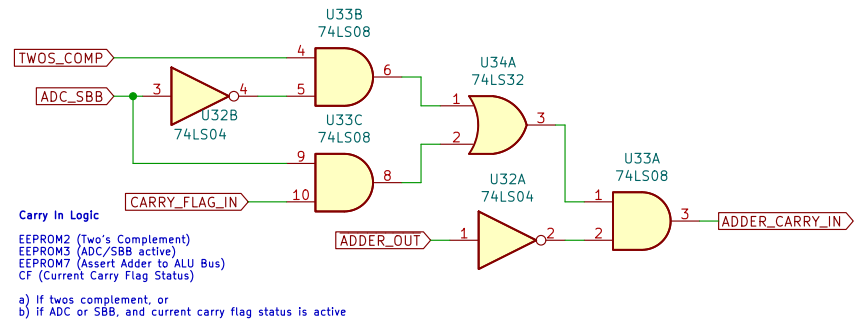 U33B
74LS08
TWOS_COMP
4
6
5
U34A
74LS32
ADC_SBB
3
4
U32B
74LS04
1
3
2
U33C
74LS08
9
8
10
CARRY_FLAG_IN
U33A
74LS08
1
3
2
ADDER_CARRY_IN
U32A
74LS04
ADDER_OUT
1
2
Carry In Logic
EEPROM2 (Two's Complement)
EEPROM3 (ADC/SBB active)
EEPROM7 (Assert Adder to ALU Bus)
CF (Current Carry Flag Status)
a) If twos complement, or
b) if ADC or SBB, and current carry flag status is active